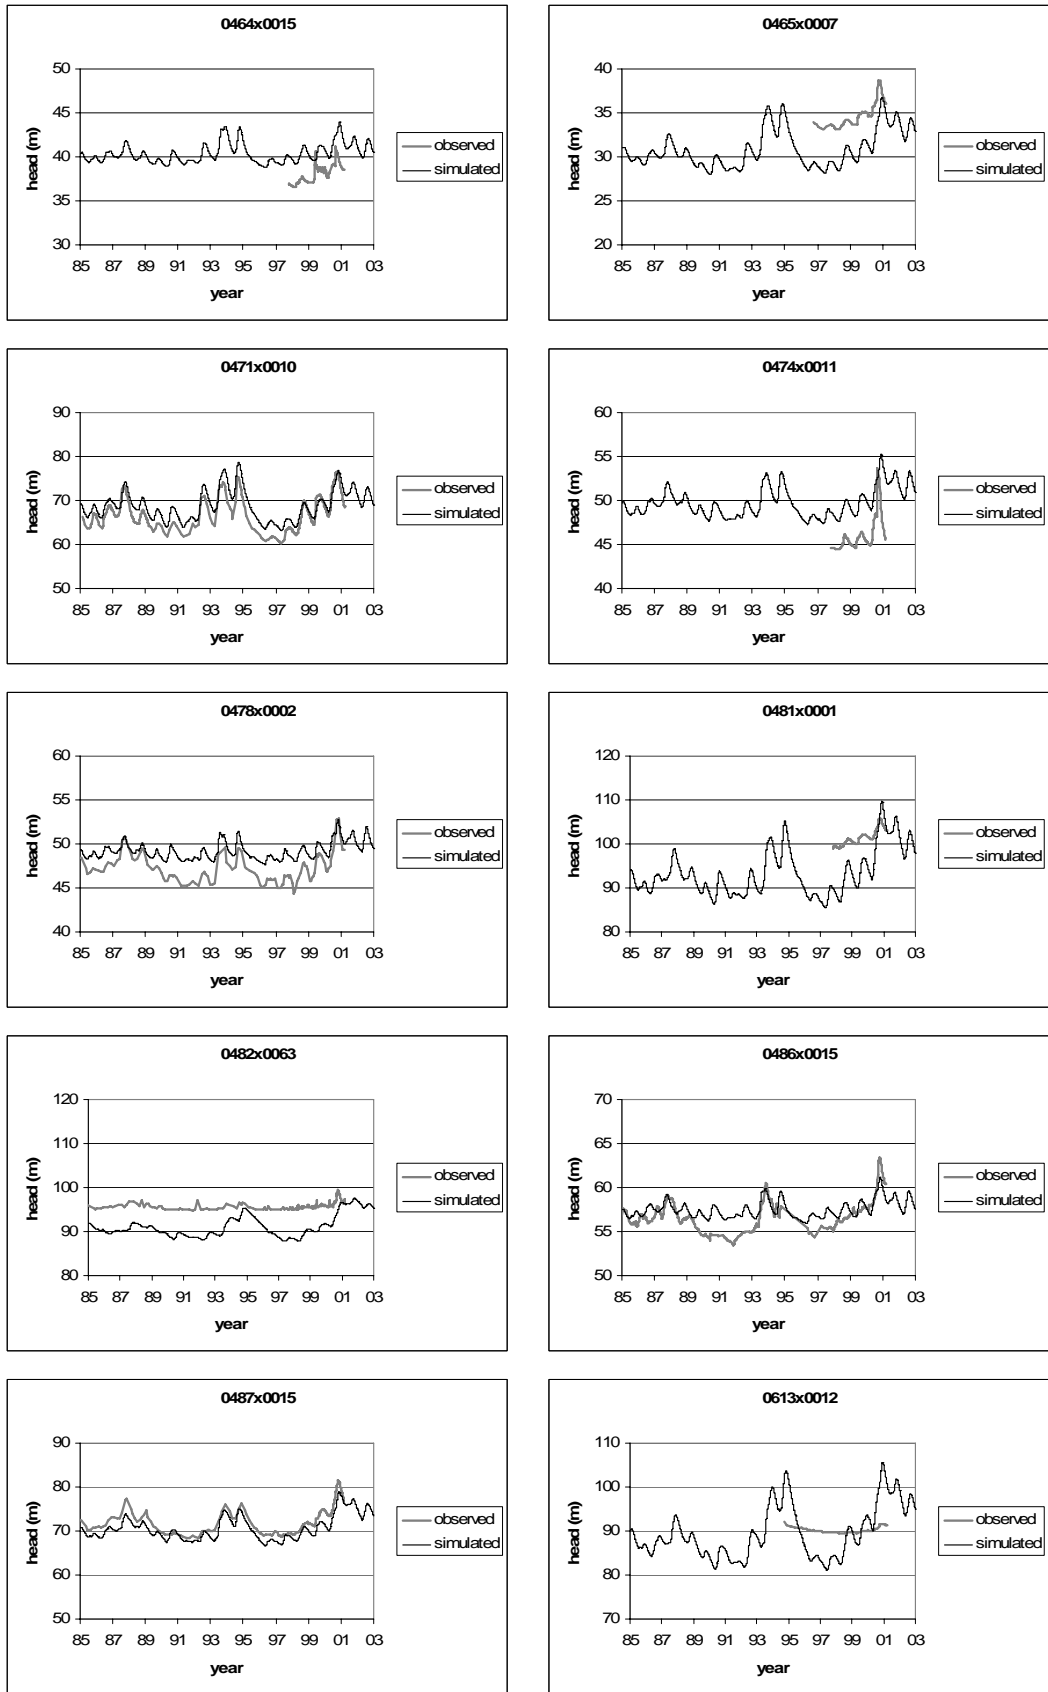 0464x0015
50
45
40
35
30
head (m)
85 87 89 91 93 95 97 99 01 03
year
observed
simulated
0465x0007
40
35
30
25
20
head (m)
85 87 89 91 93 95 97 99 01 03
year
observed
simulated
0471x0010
90
80
70
60
50
head (m)
85 87 89 91 93 95 97 99 01 03
year
observed
simulated
0474x0011
60
55
50
45
40
head (m)
85 87 89 91 93 95 97 99 01 03
year
observed
simulated
0478x0002
60
55
50
45
40
head (m)
85 87 89 91 93 95 97 99 01 03
year
observed
simulated
0481x0001
120
110
100
90
80
head (m)
85 87 89 91 93 95 97 99 01 03
year
observed
simulated
0482x0063
120
110
100
90
80
head (m)
85 87 89 91 93 95 97 99 01 03
year
observed
simulated
0486x0015
70
65
60
55
50
head (m)
85 87 89 91 93 95 97 99 01 03
year
observed
simulated
0487x0015
90
80
70
60
50
head (m)
85 87 89 91 93 95 97 99 01 03
year
observed
simulated
0613x0012
110
100
90
80
70
head (m)
85 87 89 91 93 95 97 99 01 03
year
observed
simulated